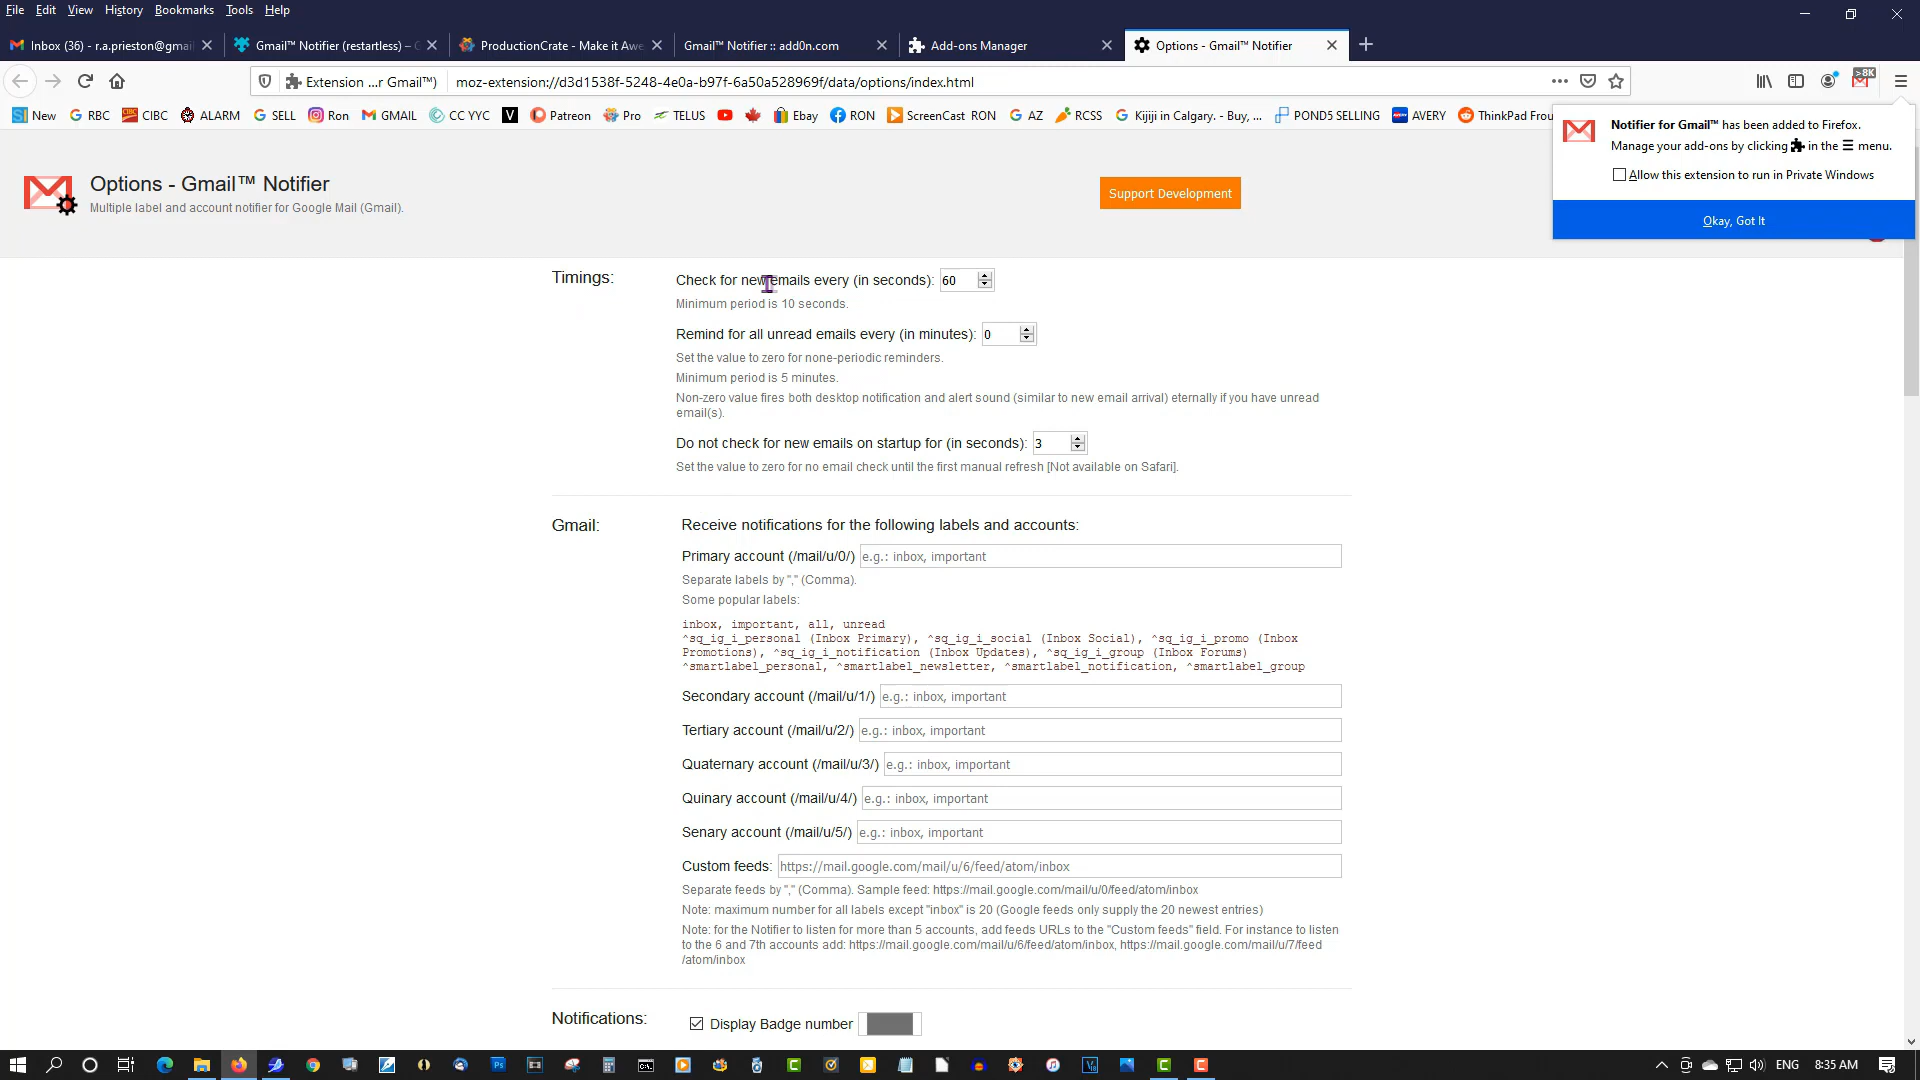 File Edit View History Bookmarks Tools Help
Inbox (36) - r.a.prieston@gmai
Gmail™ Notifier (restartless) – G
ProductionCrate - Make it Awe
Gmail™ Notifier :: add0n.com
Add-ons Manager
Options - Gmail™ Notifier
Extension ...r Gmail™) moz-extension://d3d1538f-5248-4e0a-b97f-6a50a528969f/data/options/index.html
>8K
New RBC CIBC ALARM SELL Ron GMAIL CC YYC V Patreon Pro TELUS Ebay RON ScreenCast RON AZ RCSS Kijiji in Calgary. - Buy, ... POND5 SELLING AVERY ThinkPad Frou
Notifier for Gmail™ has been added to Firefox.
Manage your add-ons by clicking in the ☰ menu.
Allow this extension to run in Private Windows
Okay, Got It
Options - Gmail™ Notifier
Multiple label and account notifier for Google Mail (Gmail).
Support Development
Timings:
Check for new emails every (in seconds): 60
Minimum period is 10 seconds.
Remind for all unread emails every (in minutes): 0
Set the value to zero for none-periodic reminders.
Minimum period is 5 minutes.
Non-zero value fires both desktop notification and alert sound (similar to new email arrival) eternally if you have unread
email(s).
Do not check for new emails on startup for (in seconds): 3
Set the value to zero for no email check until the first manual refresh [Not available on Safari].
Gmail:
Receive notifications for the following labels and accounts:
Primary account (/mail/u/0/) e.g.: inbox, important
Separate labels by "," (Comma).
Some popular labels:
inbox, important, all, unread
^sq_ig_i_personal (Inbox Primary), ^sq_ig_i_social (Inbox Social), ^sq_ig_i_promo (Inbox
Promotions), ^sq_ig_i_notification (Inbox Updates), ^sq_ig_i_group (Inbox Forums)
^smartlabel_personal, ^smartlabel_newsletter, ^smartlabel_notification, ^smartlabel_group
Secondary account (/mail/u/1/) e.g.: inbox, important
Tertiary account (/mail/u/2/) e.g.: inbox, important
Quaternary account (/mail/u/3/) e.g.: inbox, important
Quinary account (/mail/u/4/) e.g.: inbox, important
Senary account (/mail/u/5/) e.g.: inbox, important
Custom feeds: https://mail.google.com/mail/u/6/feed/atom/inbox
Separate feeds by "," (Comma). Sample feed: https://mail.google.com/mail/u/0/feed/atom/inbox
Note: maximum number for all labels except "inbox" is 20 (Google feeds only supply the 20 newest entries)
Note: for the Notifier to listen for more than 5 accounts, add feeds URLs to the "Custom feeds" field. For instance to listen
to the 6 and 7th accounts add: https://mail.google.com/mail/u/6/feed/atom/inbox, https://mail.google.com/mail/u/7/feed
/atom/inbox
Notifications:
Display Badge number
ENG 8:35 AM